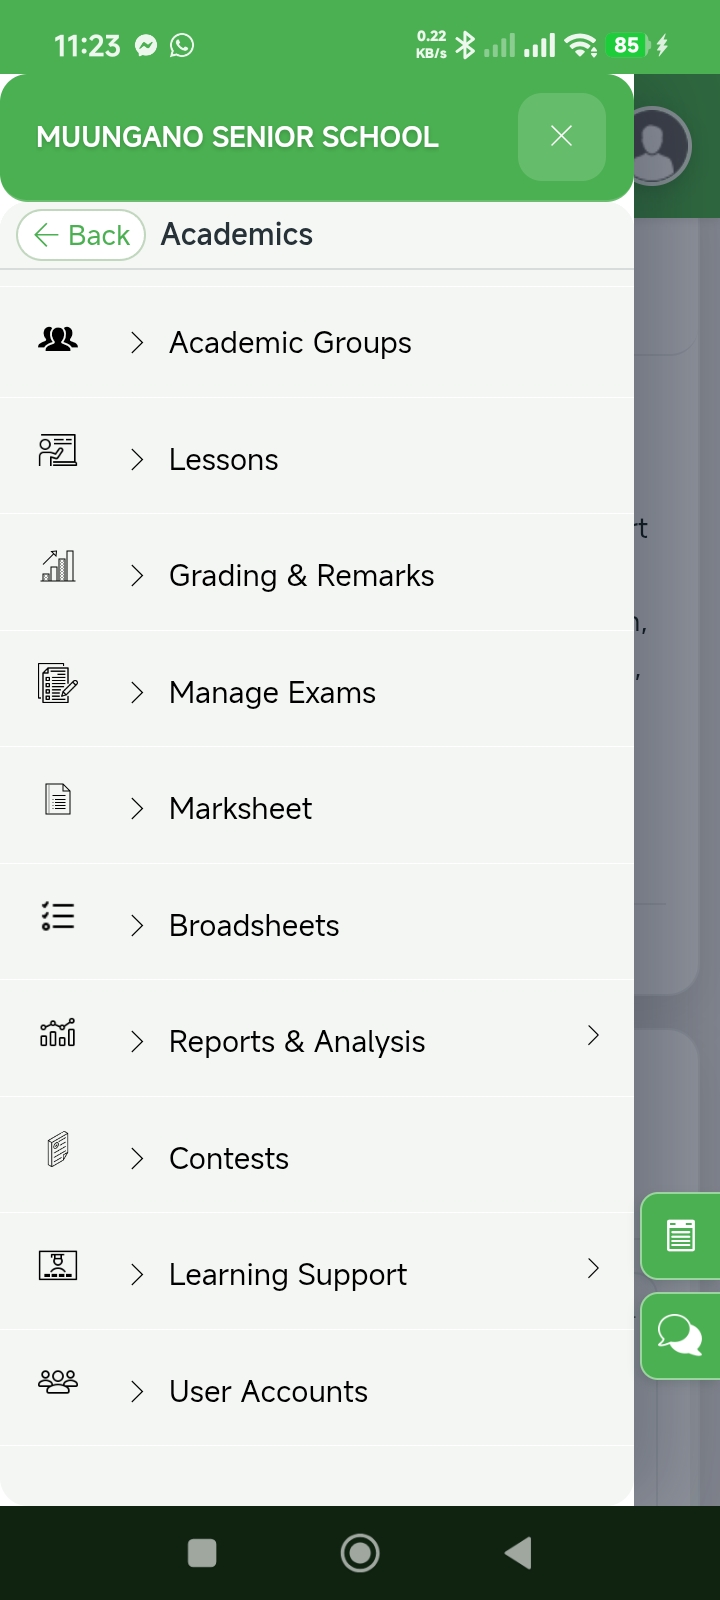 11:23
0.22
KB/s
85
MUUNGANO SENIOR SCHOOL
Back
Academics
Academic Groups
Lessons
Grading & Remarks
Manage Exams
Marksheet
Broadsheets
Reports & Analysis
Contests
Learning Support
User Accounts